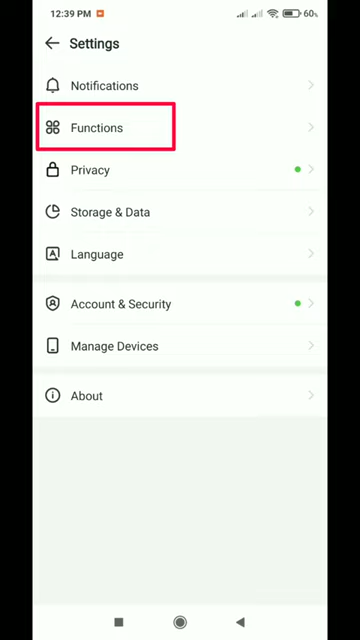 12:39 PM
60%
Settings
Notifications
Functions
Privacy
Storage & Data
Language
Account & Security
Manage Devices
About